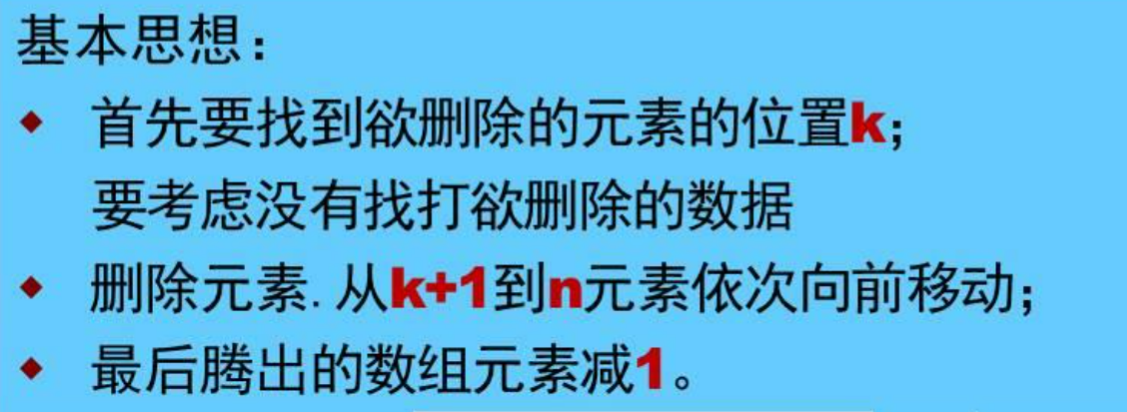 基本思想：
首先要找到欲删除的元素的位置k；
要考虑没有找打欲删除的数据
删除元素.从k+1到n元素依次向前移动；
最后腾出的数组元素减1。